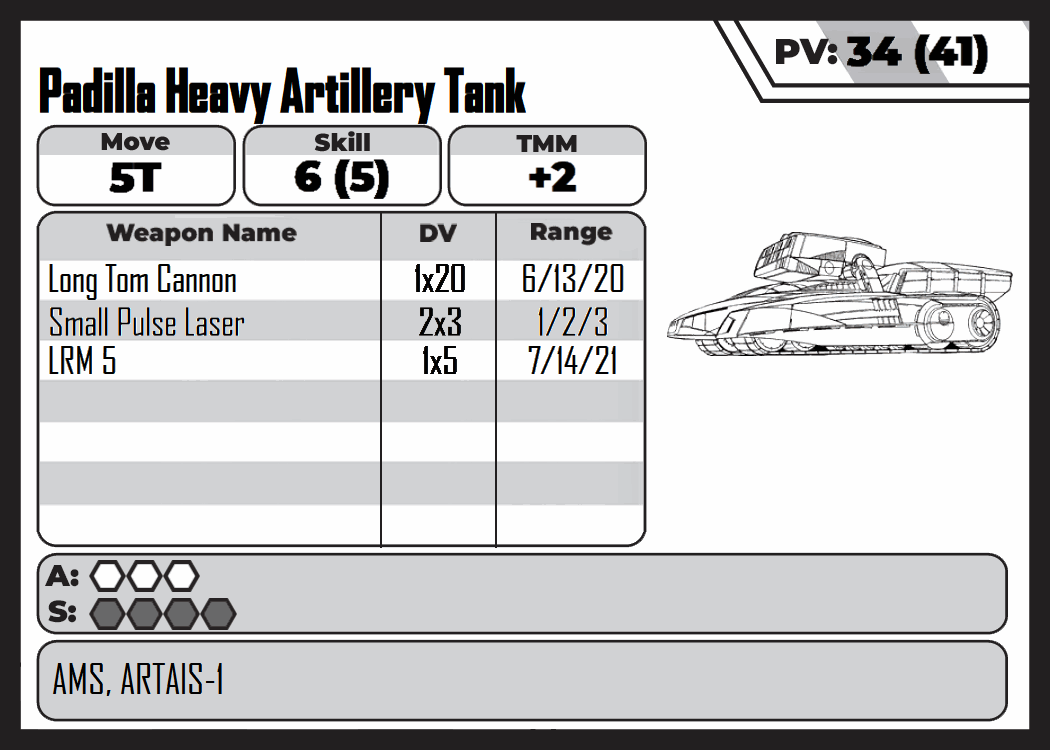 PV: 34 (41)
Padilla Heavy Artillery Tank
Move Skill TMM
5T 6 (5) +2
Weapon Name DV Range
Long Tom Cannon 1x20 6/13/20
Small Pulse Laser 2x3 1/2/3
LRM 5 1x5 7/14/21
A:
S:
AMS, ARTAIS-1